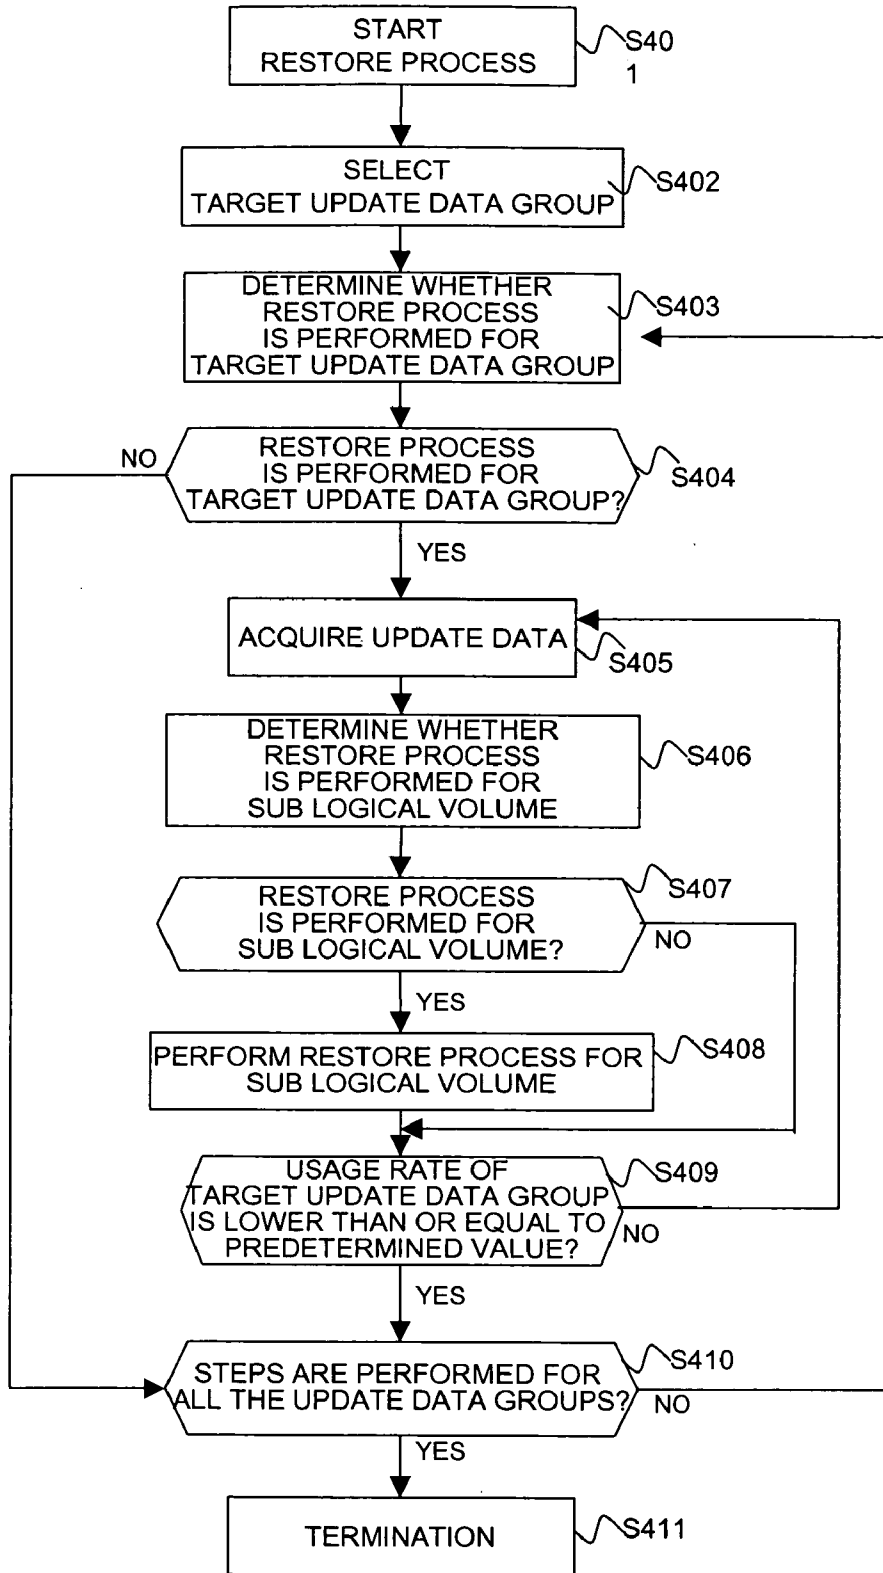 START
RESTORE PROCESS
S40
1
SELECT
TARGET UPDATE DATA GROUP
S402
DETERMINE WHETHER
RESTORE PROCESS
IS PERFORMED FOR
TARGET UPDATE DATA GROUP
S403
RESTORE PROCESS
IS PERFORMED FOR
TARGET UPDATE DATA GROUP?
S404
NO
YES
ACQUIRE UPDATE DATA
S405
DETERMINE WHETHER
RESTORE PROCESS
IS PERFORMED FOR
SUB LOGICAL VOLUME
S406
RESTORE PROCESS
IS PERFORMED FOR
SUB LOGICAL VOLUME?
S407
NO
YES
PERFORM RESTORE PROCESS FOR
SUB LOGICAL VOLUME
S408
USAGE RATE OF
TARGET UPDATE DATA GROUP
IS LOWER THAN OR EQUAL TO
PREDETERMINED VALUE?
S409
NO
YES
STEPS ARE PERFORMED FOR
ALL THE UPDATE DATA GROUPS?
S410
NO
YES
TERMINATION
S411